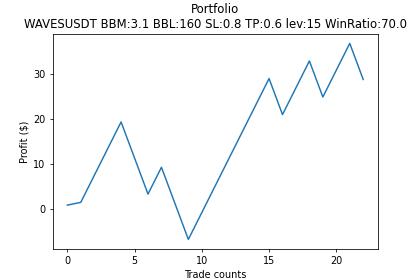 Portfolio
WAVESUSDT BBM:3.1 BBL:160 SL:0.8 TP:0.6 lev:15 WinRatio:70.0
Profit ($)
30
20
10
0
0 5 10 15 20
Trade counts